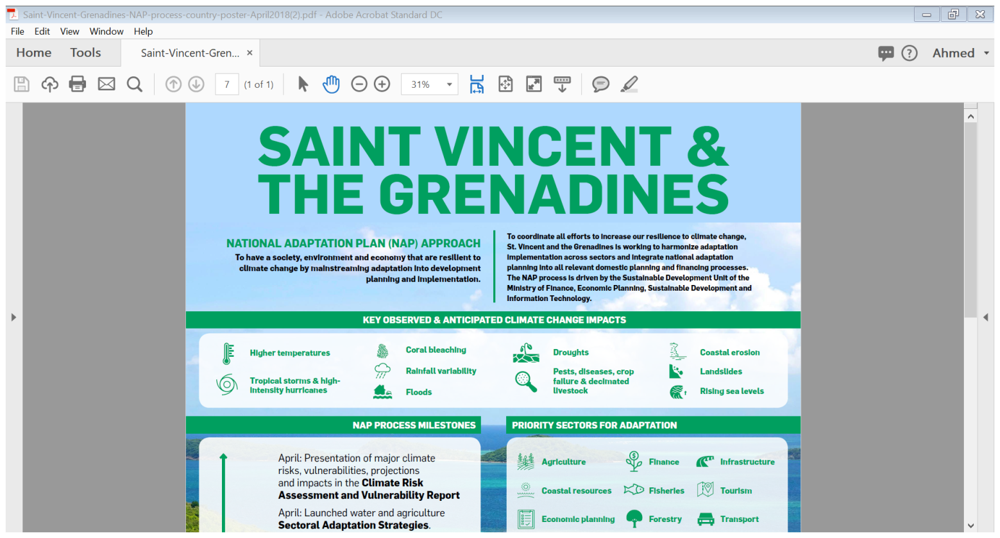 Saint-Vincent-Grenadines-NAP-process-country-poster-April2018(2).pdf - Adobe Acrobat Standard DC
File Edit View Window Help
Home Tools Saint-Vincent-Gren... × Ahmed
7 (1 of 1) 31%
SAINT VINCENT &
THE GRENADINES
NATIONAL ADAPTATION PLAN (NAP) APPROACH
To have a society, environment and economy that are resilient to
climate change by mainstreaming adaptation into development
planning and implementation.
To coordinate all efforts to increase our resilience to climate change,
St. Vincent and the Grenadines is working to harmonize adaptation
implementation across sectors and integrate national adaptation
planning into all relevant domestic planning and financing processes.
The NAP process is driven by the Sustainable Development Unit of the
Ministry of Finance, Economic Planning, Sustainable Development and
Information Technology.
KEY OBSERVED & ANTICIPATED CLIMATE CHANGE IMPACTS
Higher temperatures
Tropical storms & high-
intensity hurricanes
Coral bleaching
Rainfall variability
Floods
Droughts
Pests, diseases, crop
failure & decimated
livestock
Coastal erosion
Landslides
Rising sea levels
NAP PROCESS MILESTONES
April: Presentation of major climate
risks, vulnerabilities, projections
and impacts in the Climate Risk
Assessment and Vulnerability Report
April: Launched water and agriculture
Sectoral Adaptation Strategies.
PRIORITY SECTORS FOR ADAPTATION
Agriculture
Coastal resources
Economic planning
Finance
Fisheries
Forestry
Infrastructure
Tourism
Transport